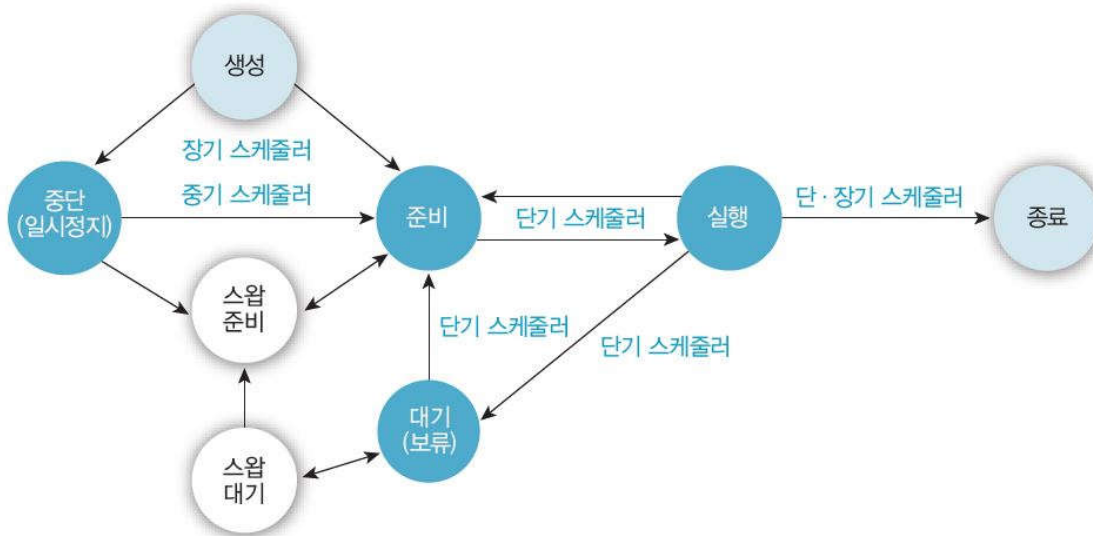 생성
장기 스케줄러
중단
(일시정지)
중기 스케줄러
준비
단기 스케줄러
실행
단 · 장기 스케줄러
종료
스왑
준비
단기 스케줄러
단기 스케줄러
대기
(보류)
스왑
대기